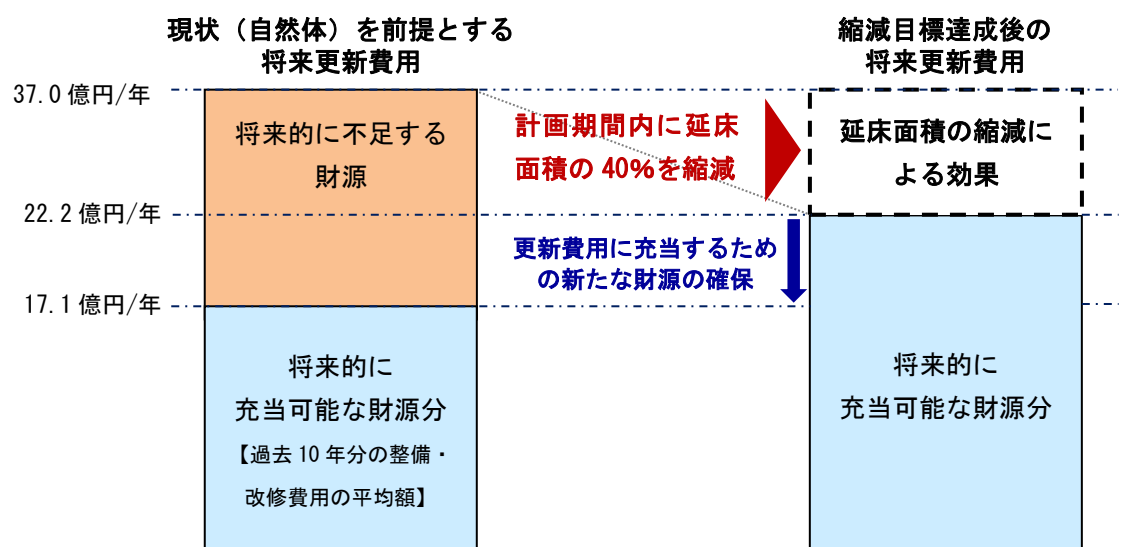 現状（自然体）を前提とする
将来更新費用
縮減目標達成後の
将来更新費用
37.0 億円/年
将来的に不足する
財源
計画期間内に延床
面積の 40%を縮減
延床面積の縮減に
よる効果
22.2 億円/年
更新費用に充当するため
の新たな財源の確保
17.1 億円/年
将来的に
充当可能な財源分
【過去 10 年分の整備・
改修費用の平均額】
将来的に
充当可能な財源分